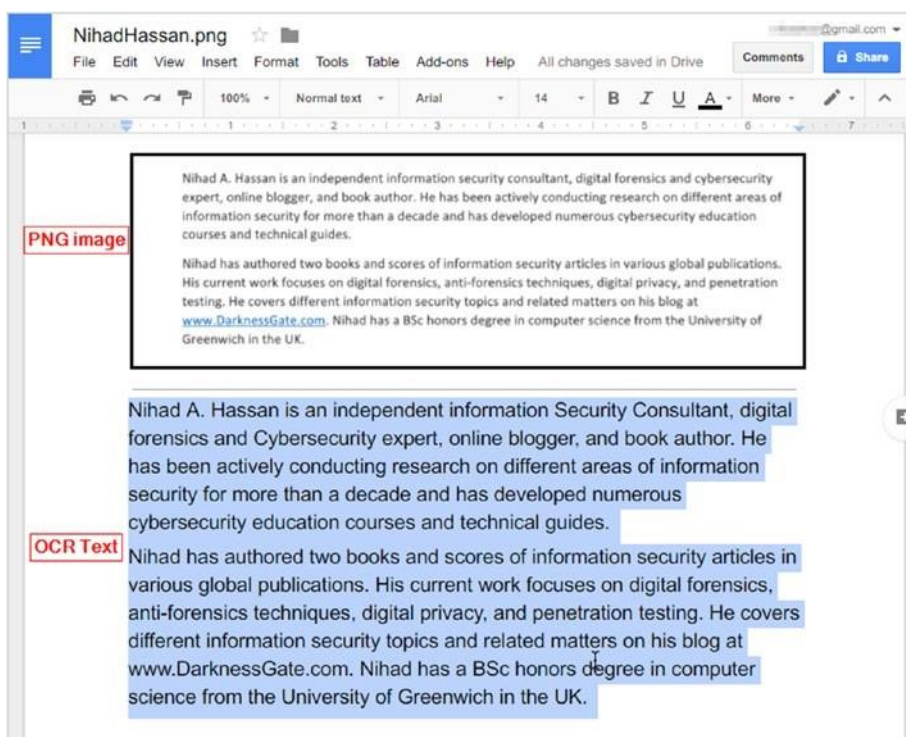 NihadHassan.png
@gmail.com
File Edit View Insert Format Tools Table Add-ons Help All changes saved in Drive
Comments
Share
100% Normal text Arial 14 B I U A More
1 1 2 3 4 5 6 7
Nihad A. Hassan is an independent information security consultant, digital forensics and cybersecurity
expert, online blogger, and book author. He has been actively conducting research on different areas of
information security for more than a decade and has developed numerous cybersecurity education
courses and technical guides.
PNG image
Nihad has authored two books and scores of information security articles in various global publications.
His current work focuses on digital forensics, anti-forensics techniques, digital privacy, and penetration
testing. He covers different information security topics and related matters on his blog at
www.DarknessGate.com. Nihad has a BSc honors degree in computer science from the University of
Greenwich in the UK.
Nihad A. Hassan is an independent information Security Consultant, digital
forensics and Cybersecurity expert, online blogger, and book author. He
has been actively conducting research on different areas of information
security for more than a decade and has developed numerous
cybersecurity education courses and technical guides.
OCR Text
Nihad has authored two books and scores of information security articles in
various global publications. His current work focuses on digital forensics,
anti-forensics techniques, digital privacy, and penetration testing. He covers
different information security topics and related matters on his blog at
www.DarknessGate.com. Nihad has a BSc honors degree in computer
science from the University of Greenwich in the UK.